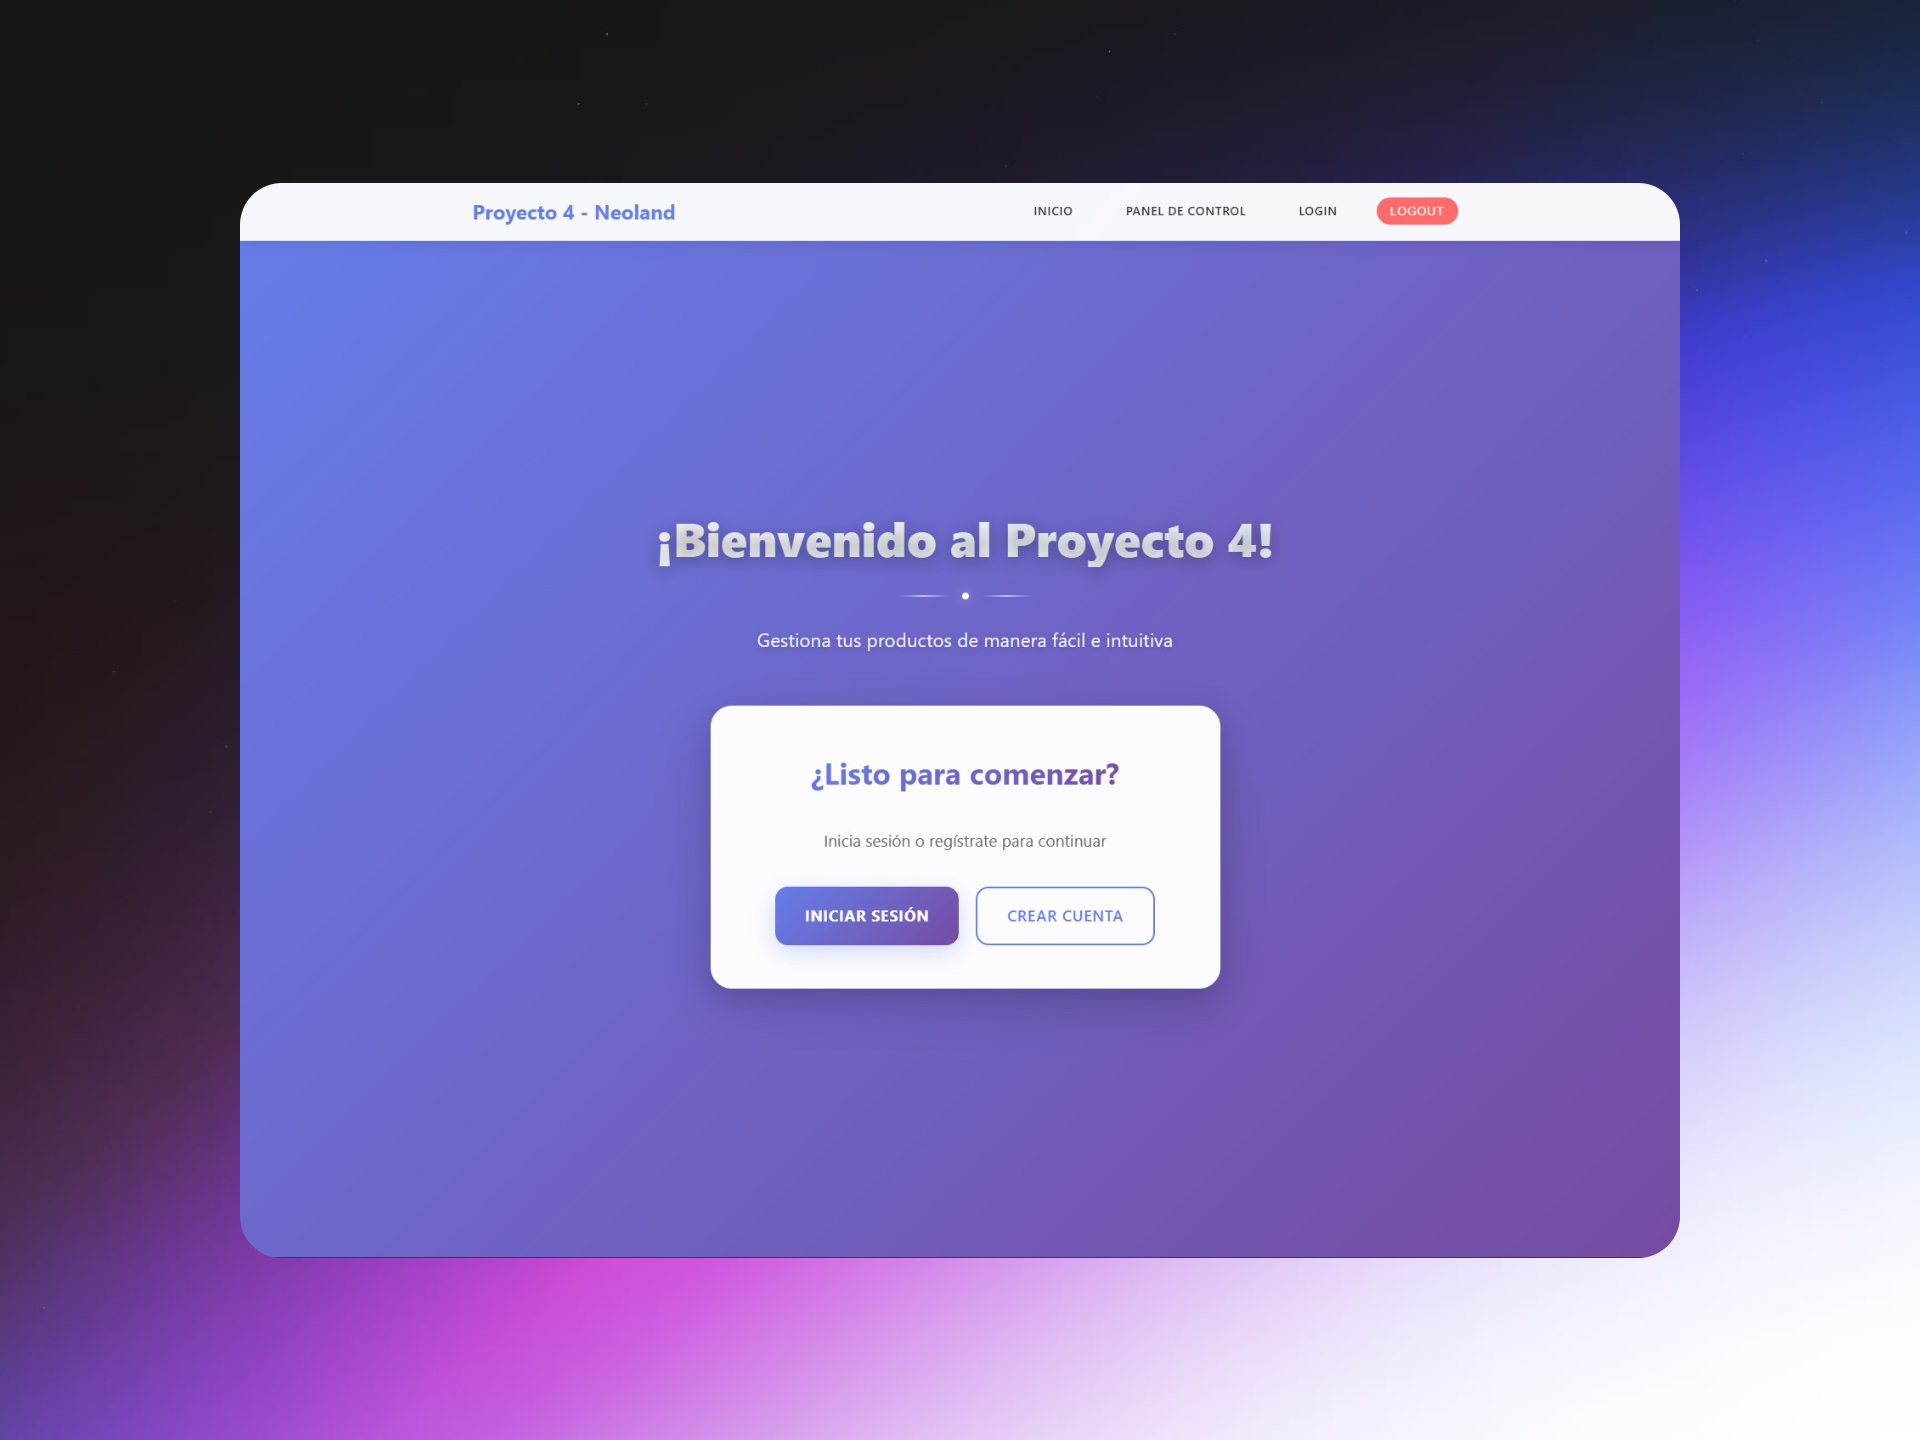 Proyecto 4 - Neoland
INICIO
PANEL DE CONTROL
LOGIN
LOGOUT
¡Bienvenido al Proyecto 4!
Gestiona tus productos de manera fácil e intuitiva
¿Listo para comenzar?
Inicia sesión o regístrate para continuar
INICIAR SESIÓN
CREAR CUENTA